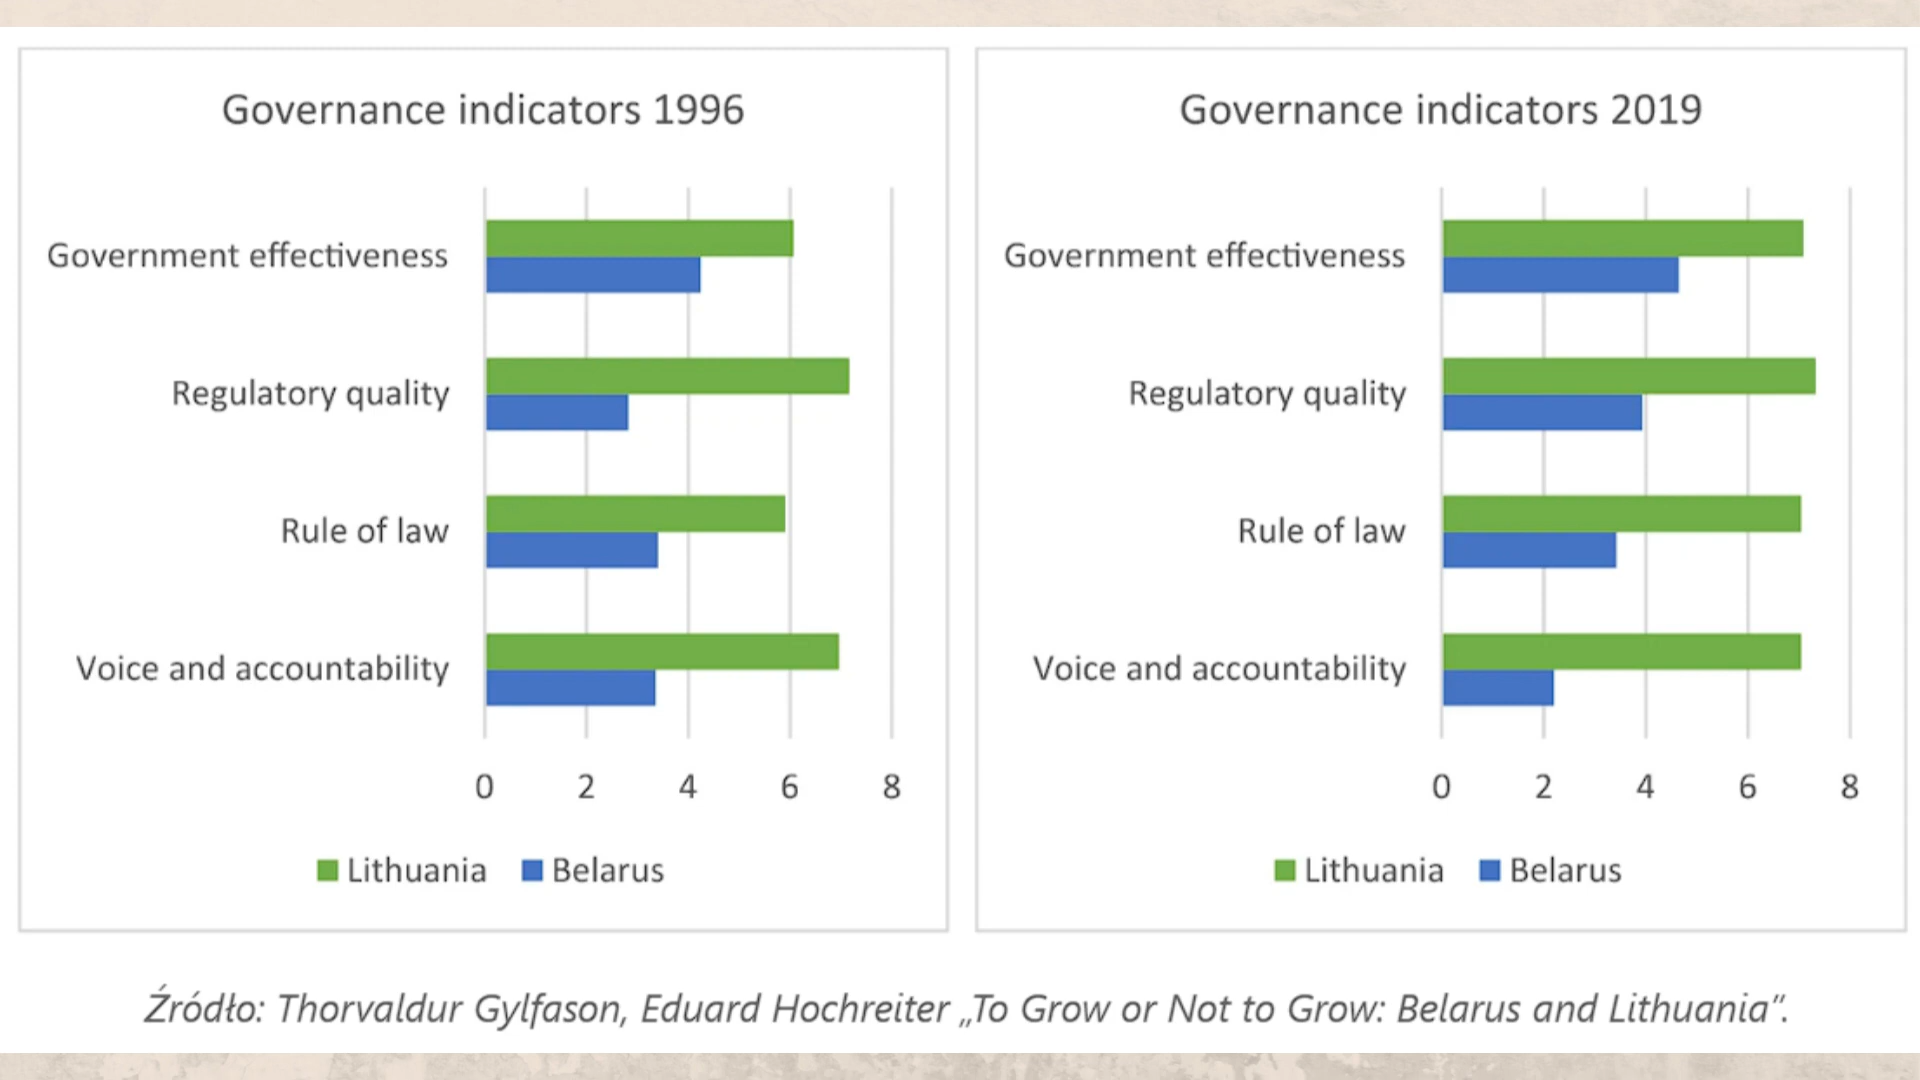 Governance indicators 1996
Government effectiveness
Regulatory quality
Rule of law
Voice and accountability
0 2 4 6 8
Lithuania Belarus
Governance indicators 2019
Government effectiveness
Regulatory quality
Rule of law
Voice and accountability
0 2 4 6 8
Lithuania Belarus
Źródło: Thorvaldur Gylfason, Eduard Hochreiter „To Grow or Not to Grow: Belarus and Lithuania”.